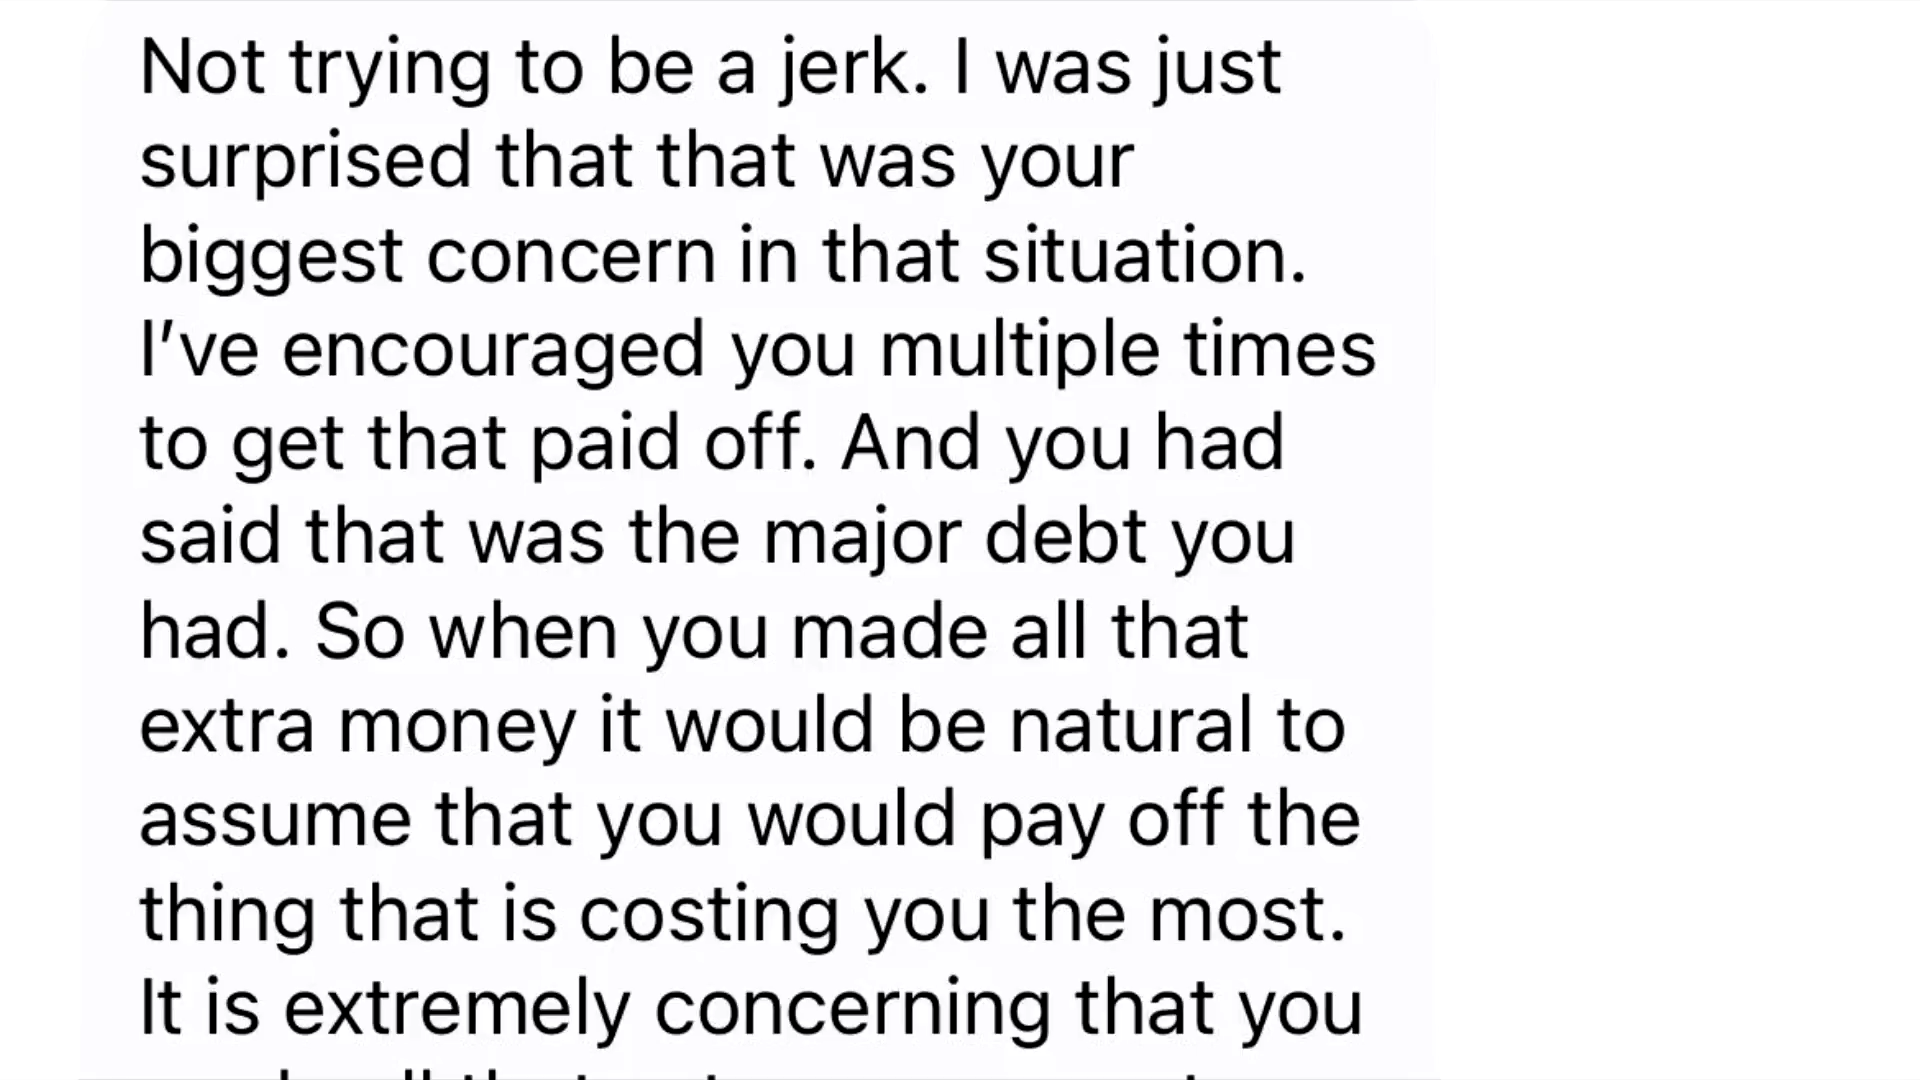 Not trying to be a jerk. I was just
surprised that that was your
biggest concern in that situation.
I’ve encouraged you multiple times
to get that paid off. And you had
said that was the major debt you
had. So when you made all that
extra money it would be natural to
assume that you would pay off the
thing that is costing you the most.
It is extremely concerning that you